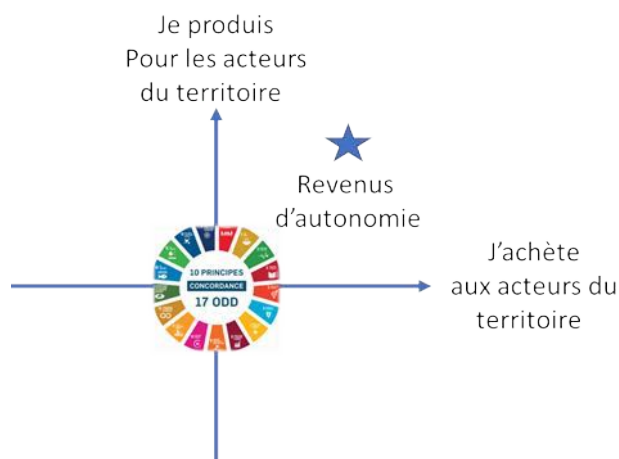 Je produis
Pour les acteurs
du territoire
Revenus
d'autonomie
J'achète
aux acteurs du
territoire
10 PRINCIPES
CONCORDANCE
17 ODD